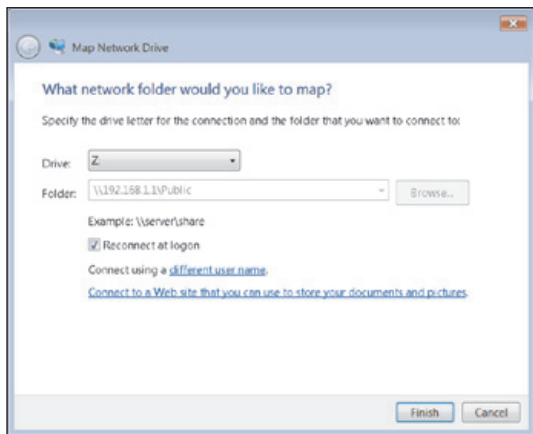 Map Network Drive
What network folder would you like to map?
Specify the drive letter for the connection and the folder that you want to connect to:
Drive: Z
Folder: \\192.168.1.1\Public Browse...
Example: \\server\share
Reconnect at logon
Connect using a different user name.
Connect to a Web site that you can use to store your documents and pictures.
Finish Cancel